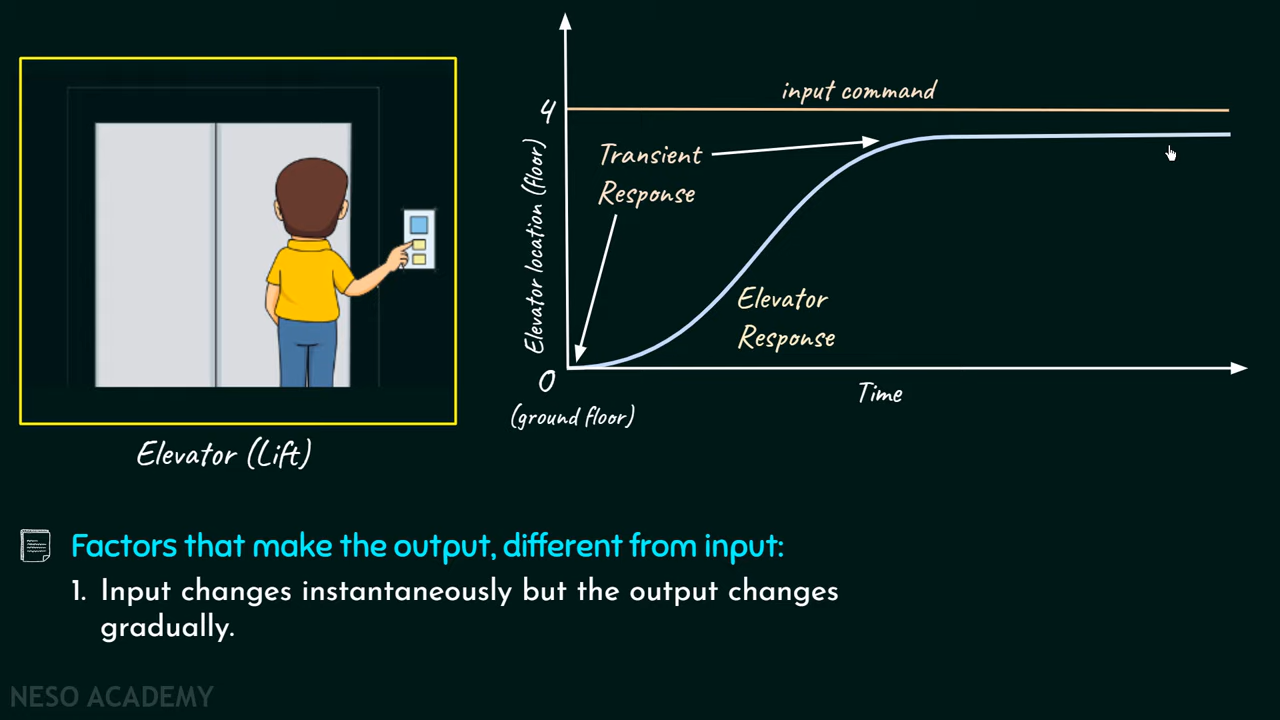 input command
4
Transient
Response
Elevator location (floor)
Elevator
Response
0
(ground floor)
Time
Elevator (Lift)
Factors that make the output, different from input:
1. Input changes instantaneously but the output changes
gradually.
NESO ACADEMY